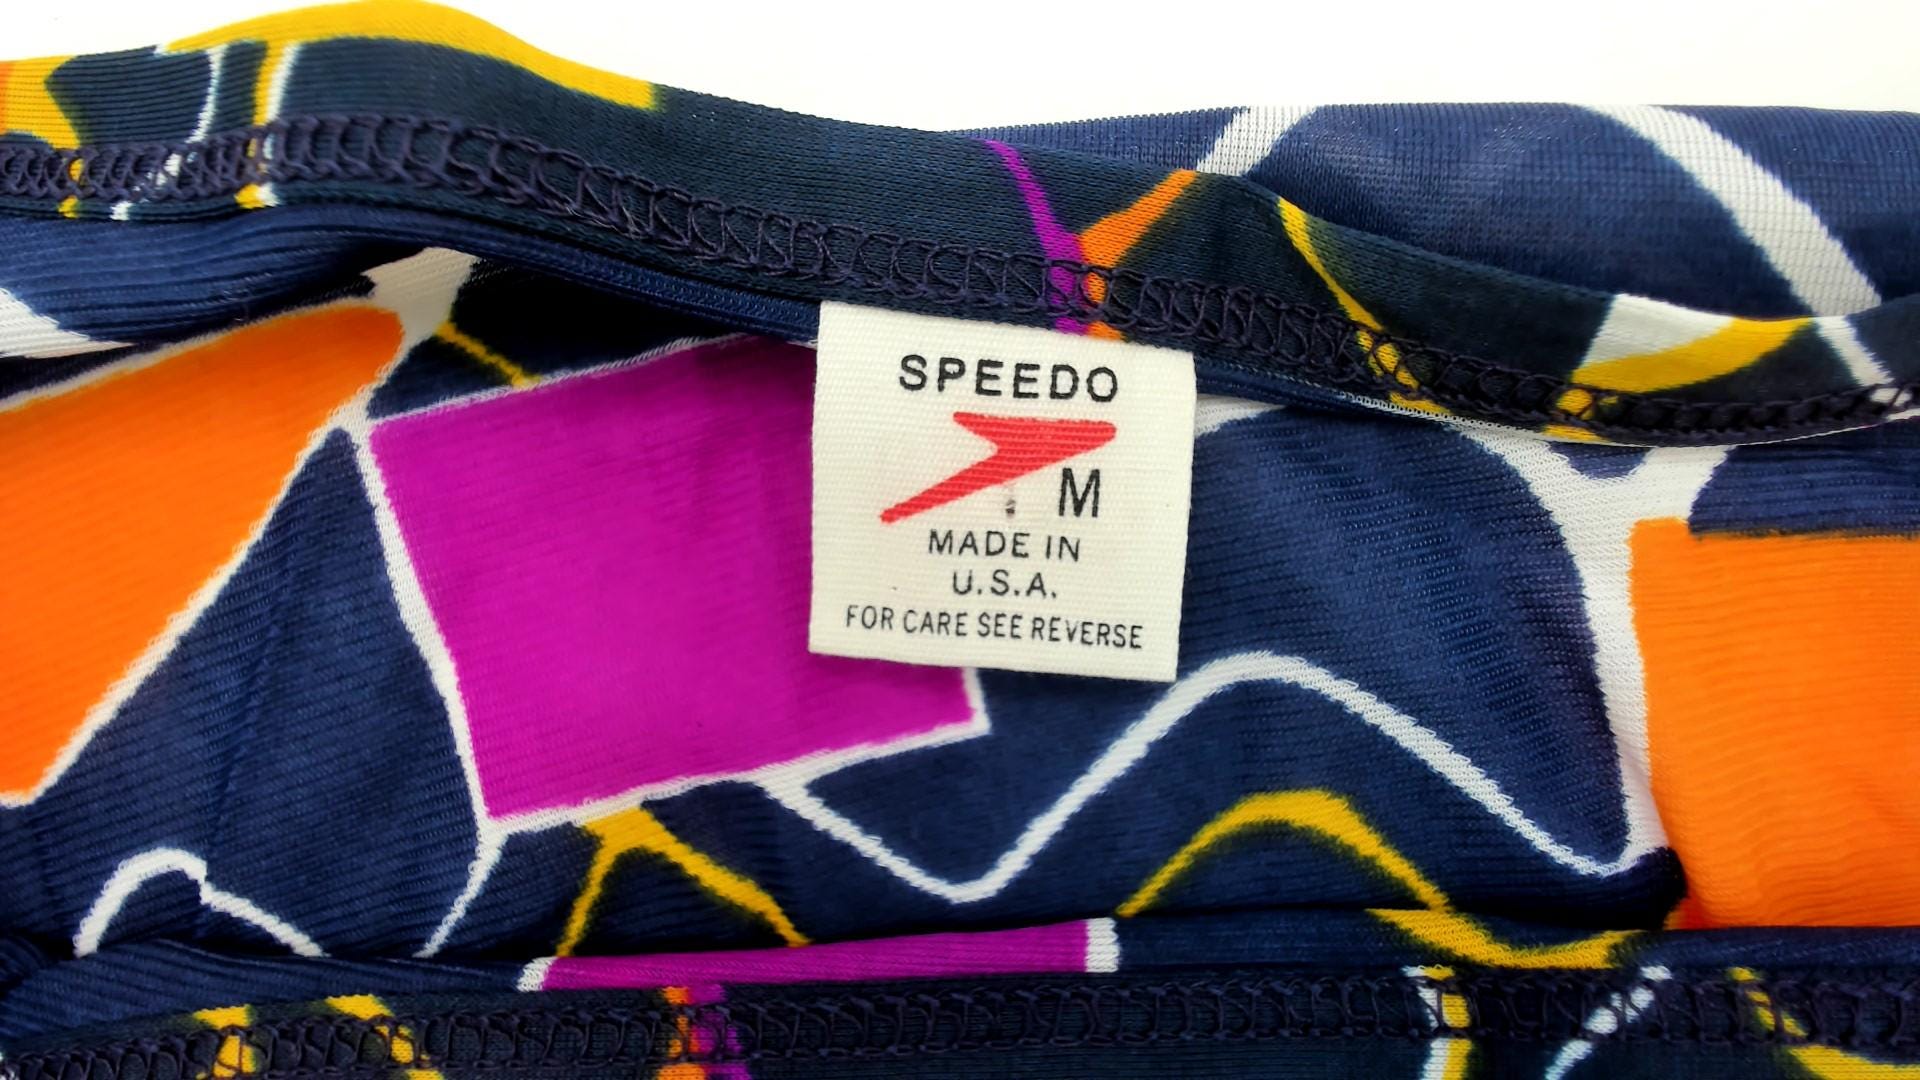 SPEEDO
M
MADE IN
U.S.A.
FOR CARE SEE REVERSE